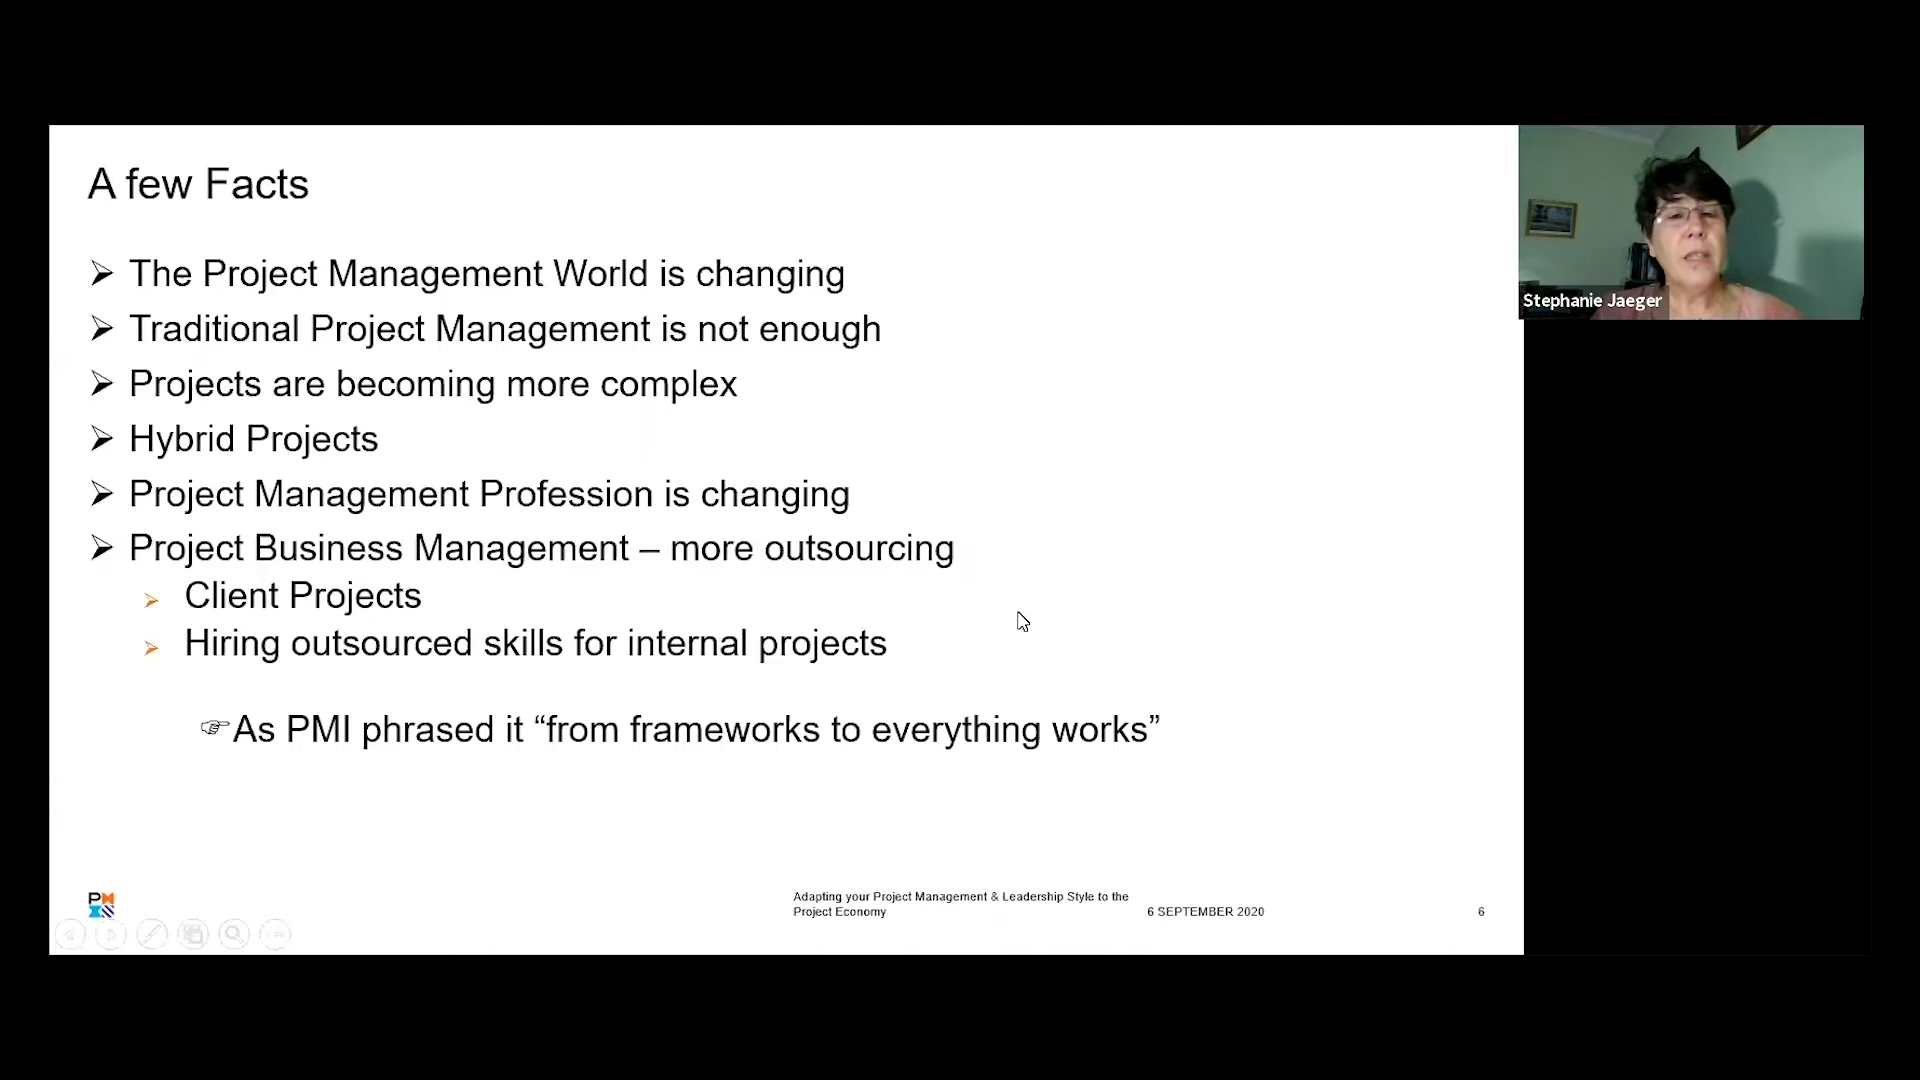 A few Facts
The Project Management World is changing
Traditional Project Management is not enough
Projects are becoming more complex
Hybrid Projects
Project Management Profession is changing
Project Business Management – more outsourcing
Client Projects
Hiring outsourced skills for internal projects
As PMI phrased it “from frameworks to everything works”
Stephanie Jaeger
PM
Adapting your Project Management & Leadership Style to the
Project Economy
6 SEPTEMBER 2020
6